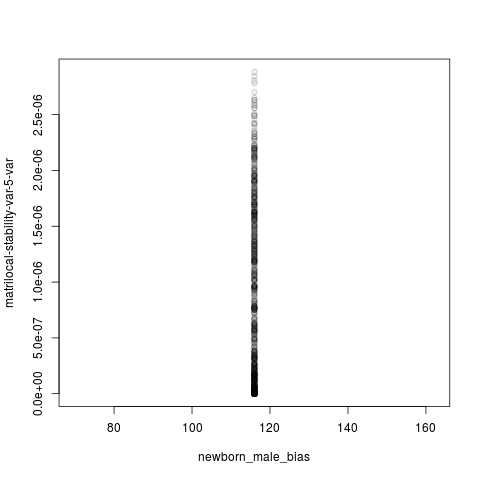 matrilocal-stability-var-5-var
2.5e-06
2.0e-06
1.5e-06
1.0e-06
5.0e-07
0.0e+00
80 100 120 140 160
newborn_male_bias